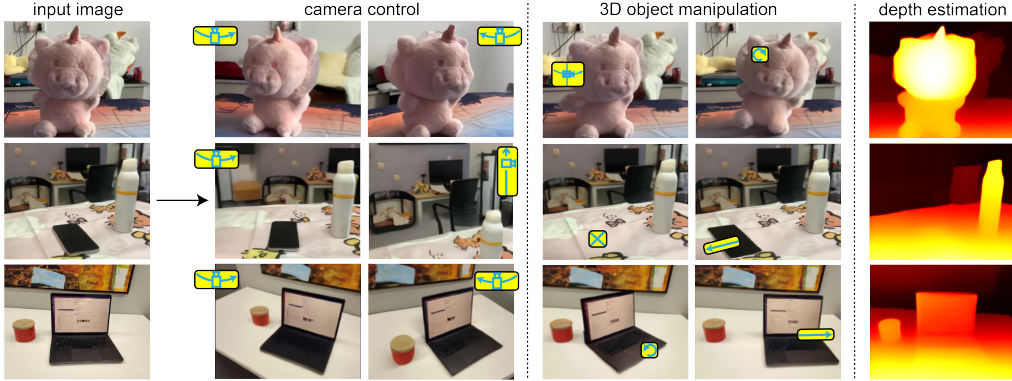 input image
camera control
3D object manipulation
depth estimation